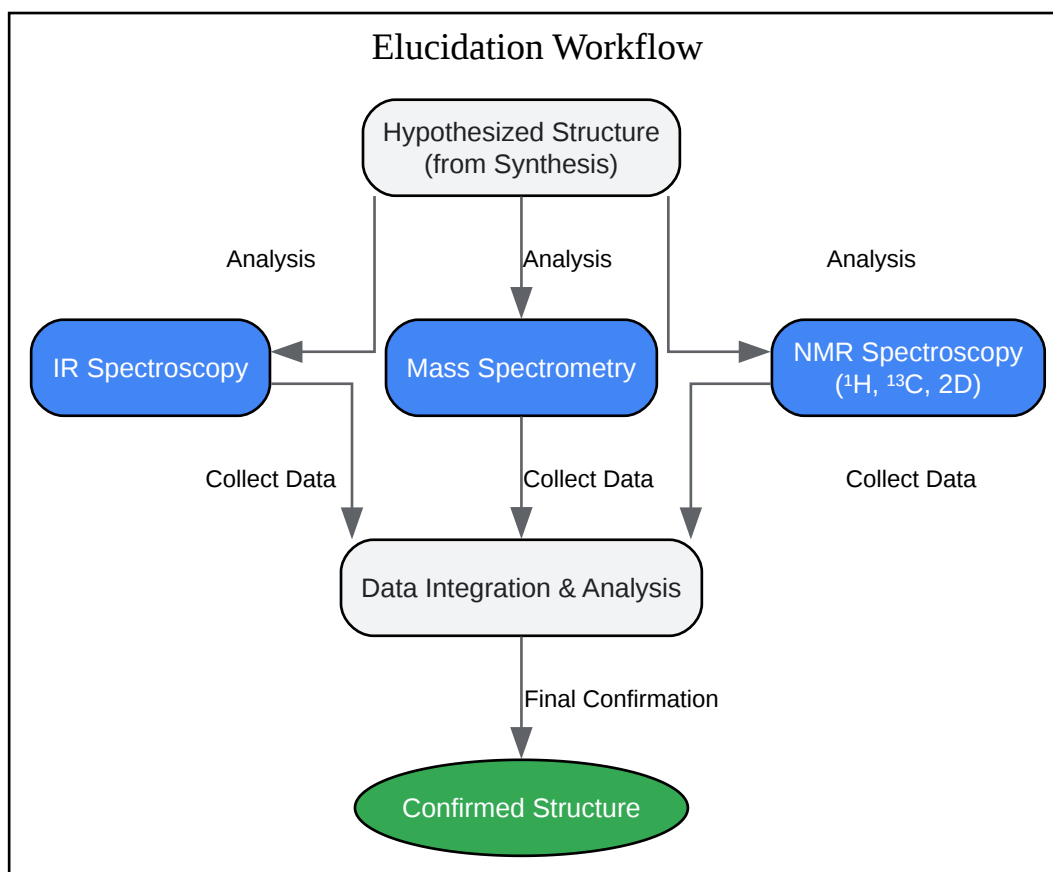 Elucidation Workflow
Hypothesized Structure
(from Synthesis)
Analysis
Analysis
Analysis
IR Spectroscopy
Mass Spectrometry
NMR Spectroscopy
(¹H, ¹³C, 2D)
Collect Data
Collect Data
Collect Data
Data Integration & Analysis
Final Confirmation
Confirmed Structure